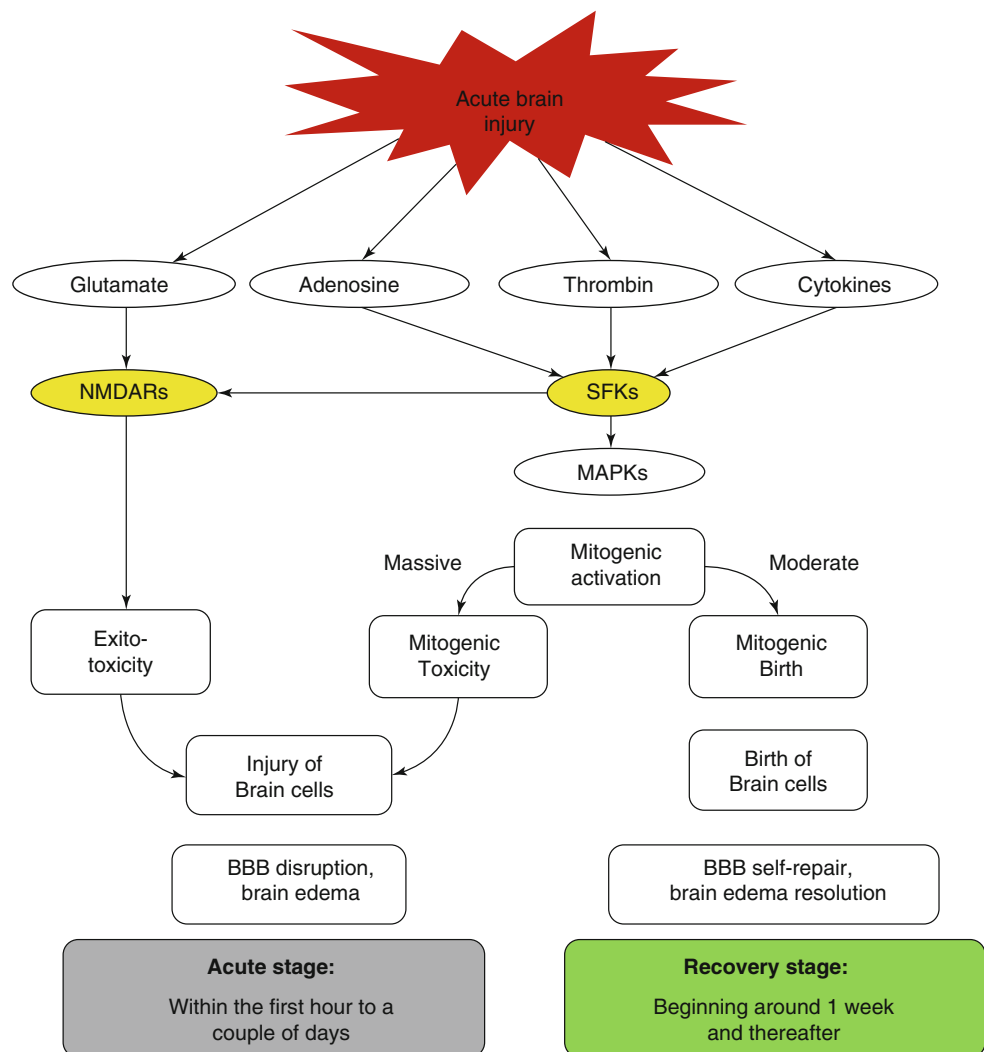 Acute brain
injury
Glutamate
Adenosine
Thrombin
Cytokines
NMDARs
SFKs
MAPKs
Massive
Mitogenic
activation
Moderate
Exito-
toxicity
Mitogenic
Toxicity
Mitogenic
Birth
Injury of
Brain cells
Birth of
Brain cells
BBB disruption,
brain edema
BBB self-repair,
brain edema resolution
Acute stage:
Within the first hour to a
couple of days
Recovery stage:
Beginning around 1 week
and thereafter